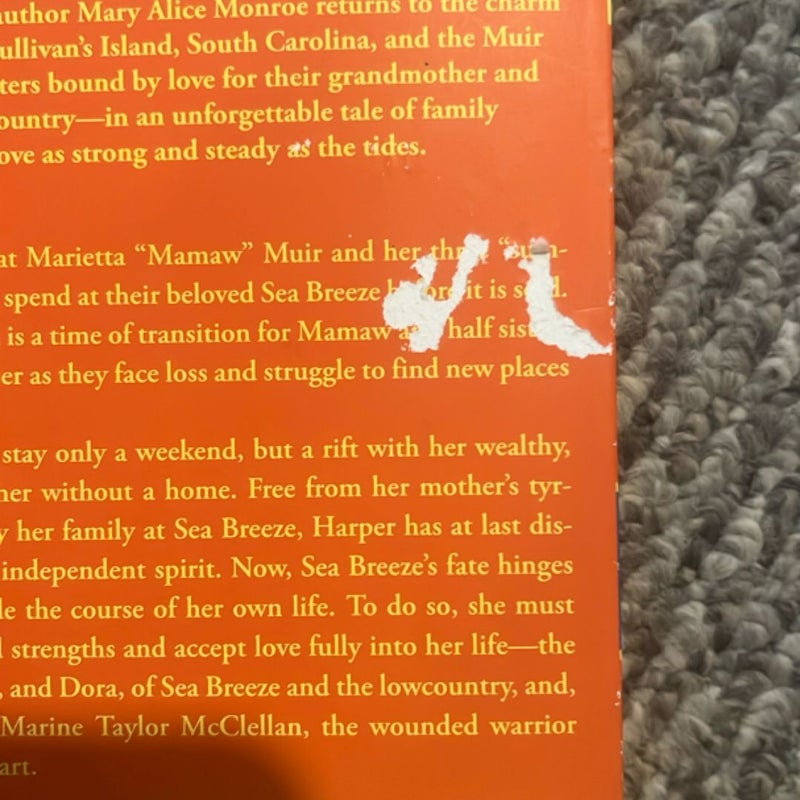 author Mary Alice Monroe returns to the charm
ullivan's Island, South Carolina, and the Muir
ters bound by love for their grandmother and
ountry—in an unforgettable tale of family
ove as strong and steady as the tides.
at Marietta "Mamaw" Muir and her three "sum-
spend at their beloved Sea Breeze before it is sold.
is a time of transition for Mamaw and half sis
er as they face loss and struggle to find new places
stay only a weekend, but a rift with her wealthy,
her without a home. Free from her mother's tyr-
y her family at Sea Breeze, Harper has at last dis-
independent spirit. Now, Sea Breeze's fate hinges
le the course of her own life. To do so, she must
l strengths and accept love fully into her life—the
, and Dora, of Sea Breeze and the lowcountry, and,
Marine Taylor McClellan, the wounded warrior
art.